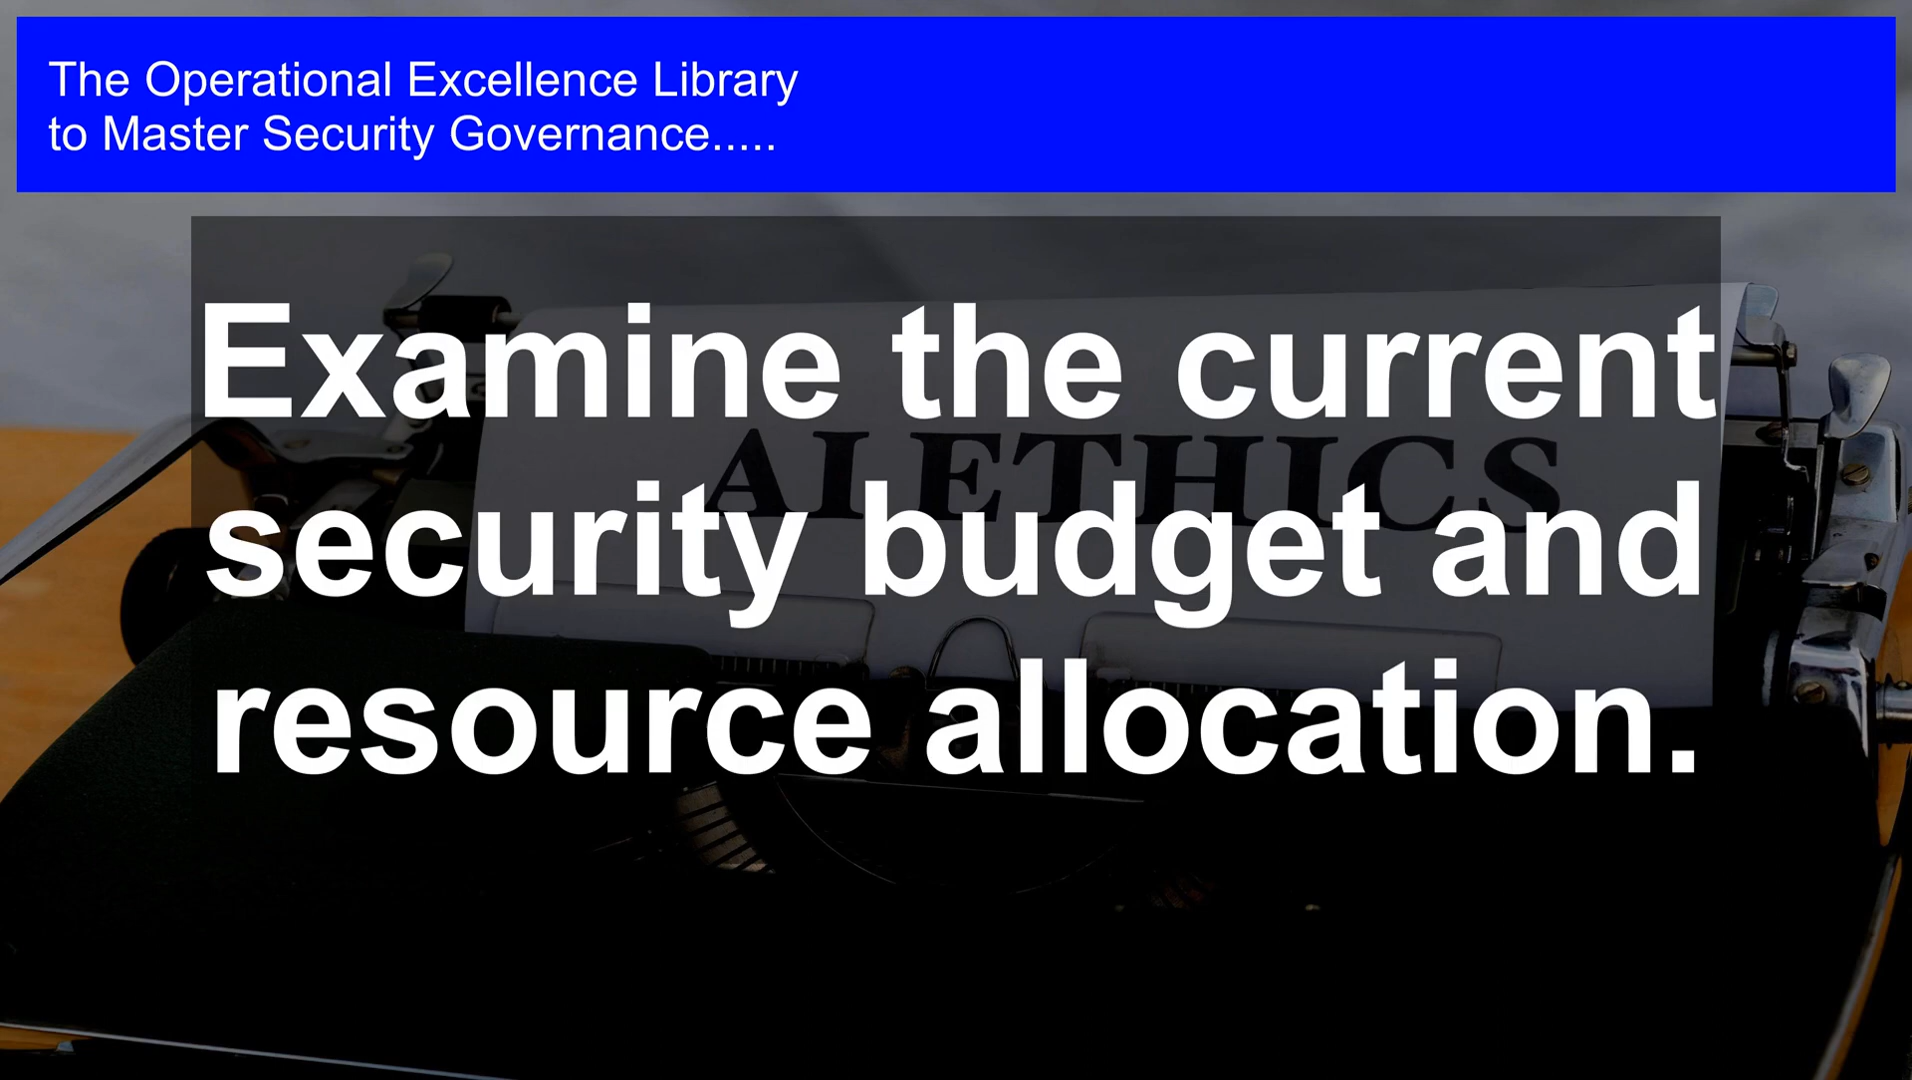 The Operational Excellence Library
to Master Security Governance.....
Examine the current
AI ETHICS
security budget and
resource allocation.